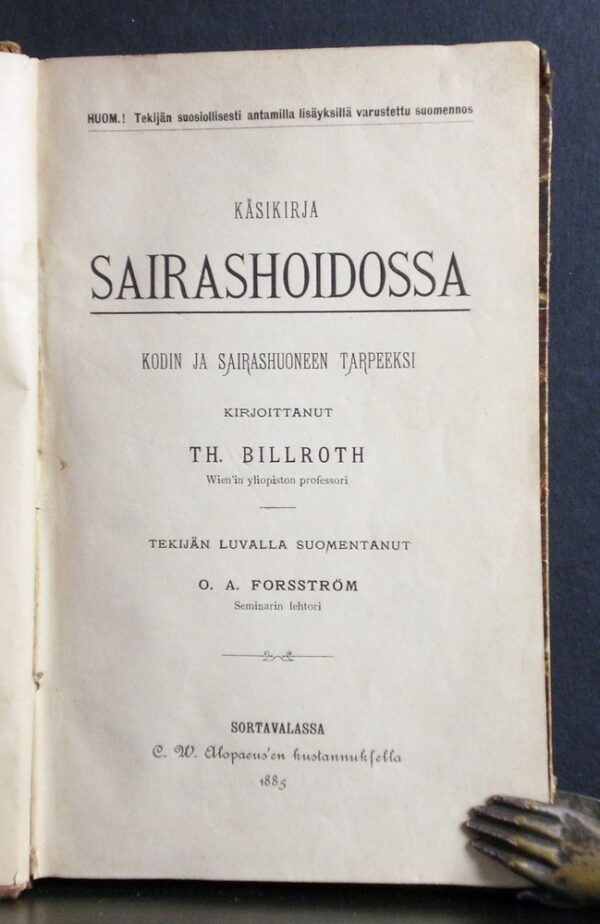 HUOM.! Tekijän suosiollisesti antamilla lisäyksillä varustettu suomennos
KÄSIKIRJA
SAIRASHOIDOSSA
KODIN JA SAIRASHUONEEN TARPEEKSI
KIRJOITTANUT
TH. BILLROTH
Wien'in yliopiston professori
TEKIJÄN LUVALLA SUOMENTANUT
O. A. FORSSTRÖM
Seminarin lehtori
SORTAVALASSA
C. W. Alopaeus'en kustannuksella
1885